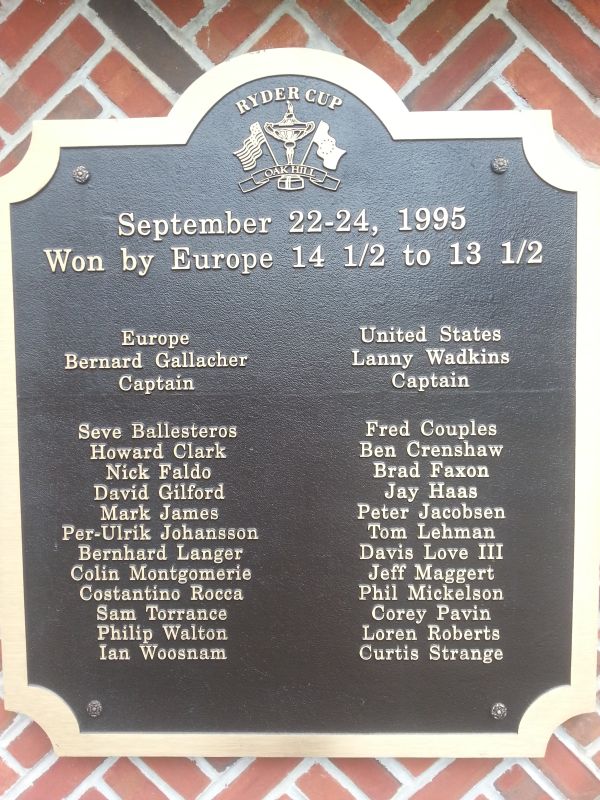 RYDER CUP
OAK HILL
September 22-24, 1995
Won by Europe 14 1/2 to 13 1/2
Europe
Bernard Gallacher
Captain
Seve Ballesteros
Howard Clark
Nick Faldo
David Gilford
Mark James
Per-Ulrik Johansson
Bernhard Langer
Colin Montgomerie
Costantino Rocca
Sam Torrance
Philip Walton
Ian Woosnam
United States
Lanny Wadkins
Captain
Fred Couples
Ben Crenshaw
Brad Faxon
Jay Haas
Peter Jacobsen
Tom Lehman
Davis Love III
Jeff Maggert
Phil Mickelson
Corey Pavin
Loren Roberts
Curtis Strange